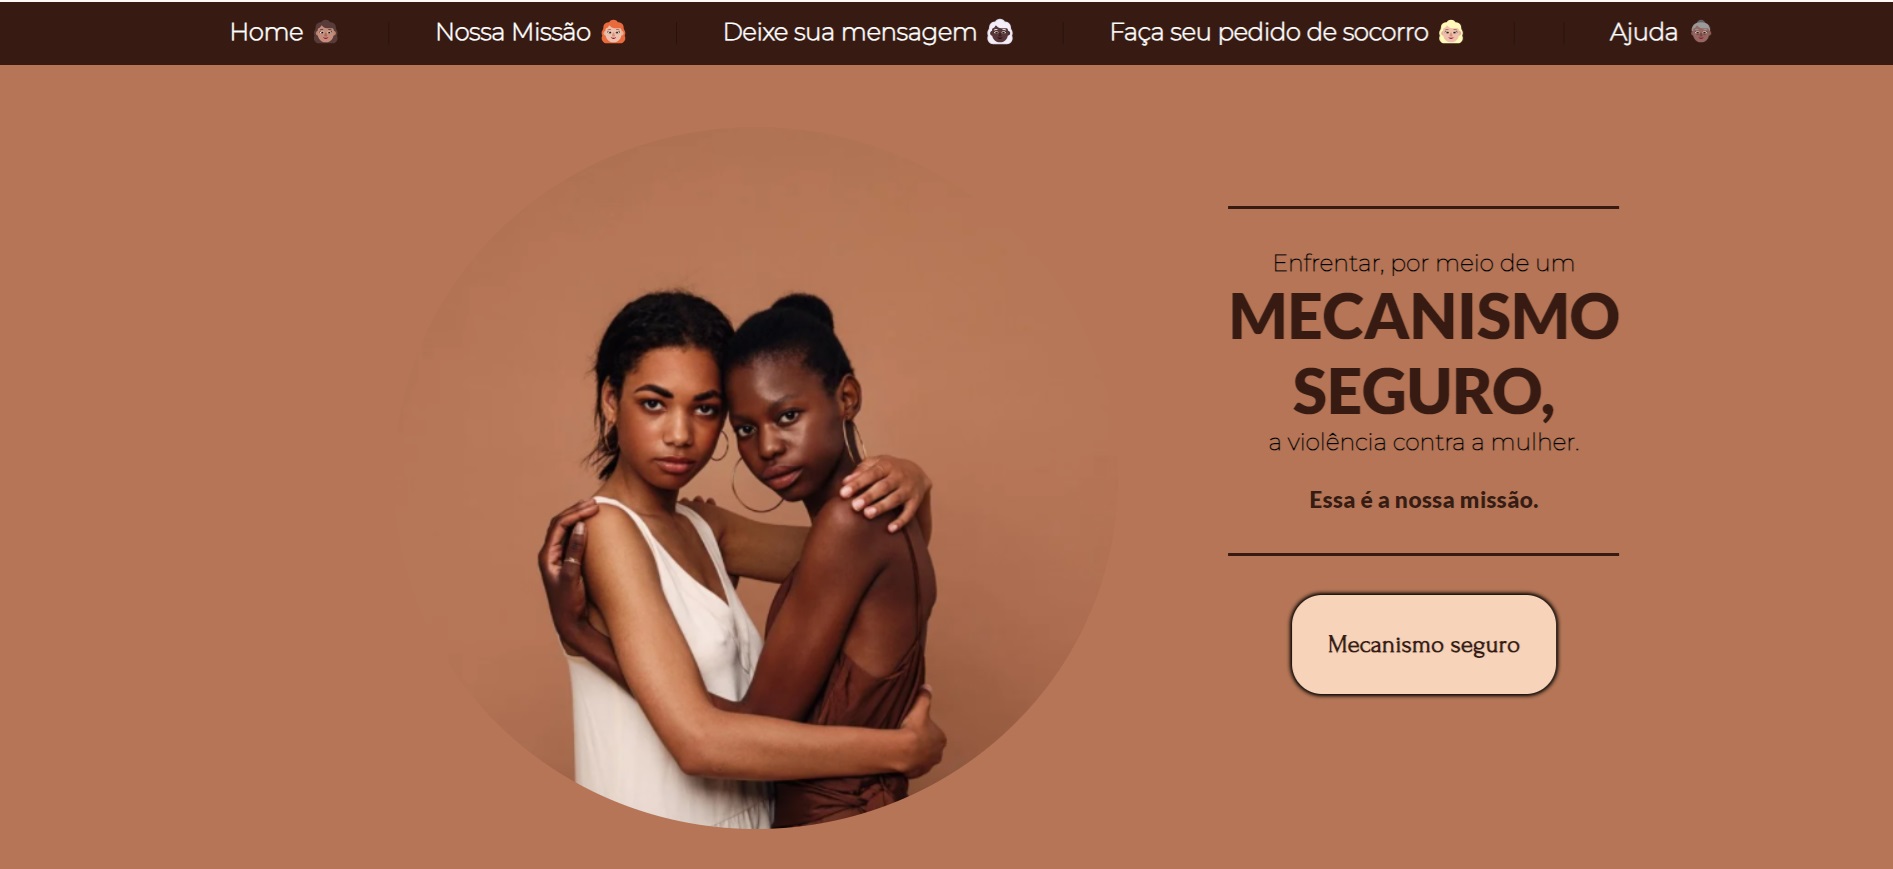 Home
Nossa Missão
Deixe sua mensagem
Faça seu pedido de socorro
Ajuda
Enfrentar, por meio de um
MECANISMO
SEGURO,
a violência contra a mulher.
Essa é a nossa missão.
Mecanismo seguro